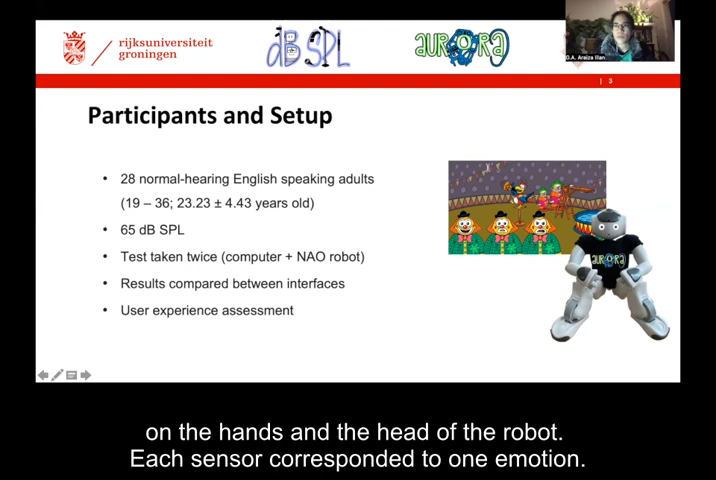 rijksuniversiteit
groningen
dB SPL
AURORA
G.A. Araiza Illan
| 3
Participants and Setup
• 28 normal-hearing English speaking adults
(19 – 36; 23.23 ± 4.43 years old)
• 65 dB SPL
• Test taken twice (computer + NAO robot)
• Results compared between interfaces
• User experience assessment
AURORA
on the hands and the head of the robot.
Each sensor corresponded to one emotion.